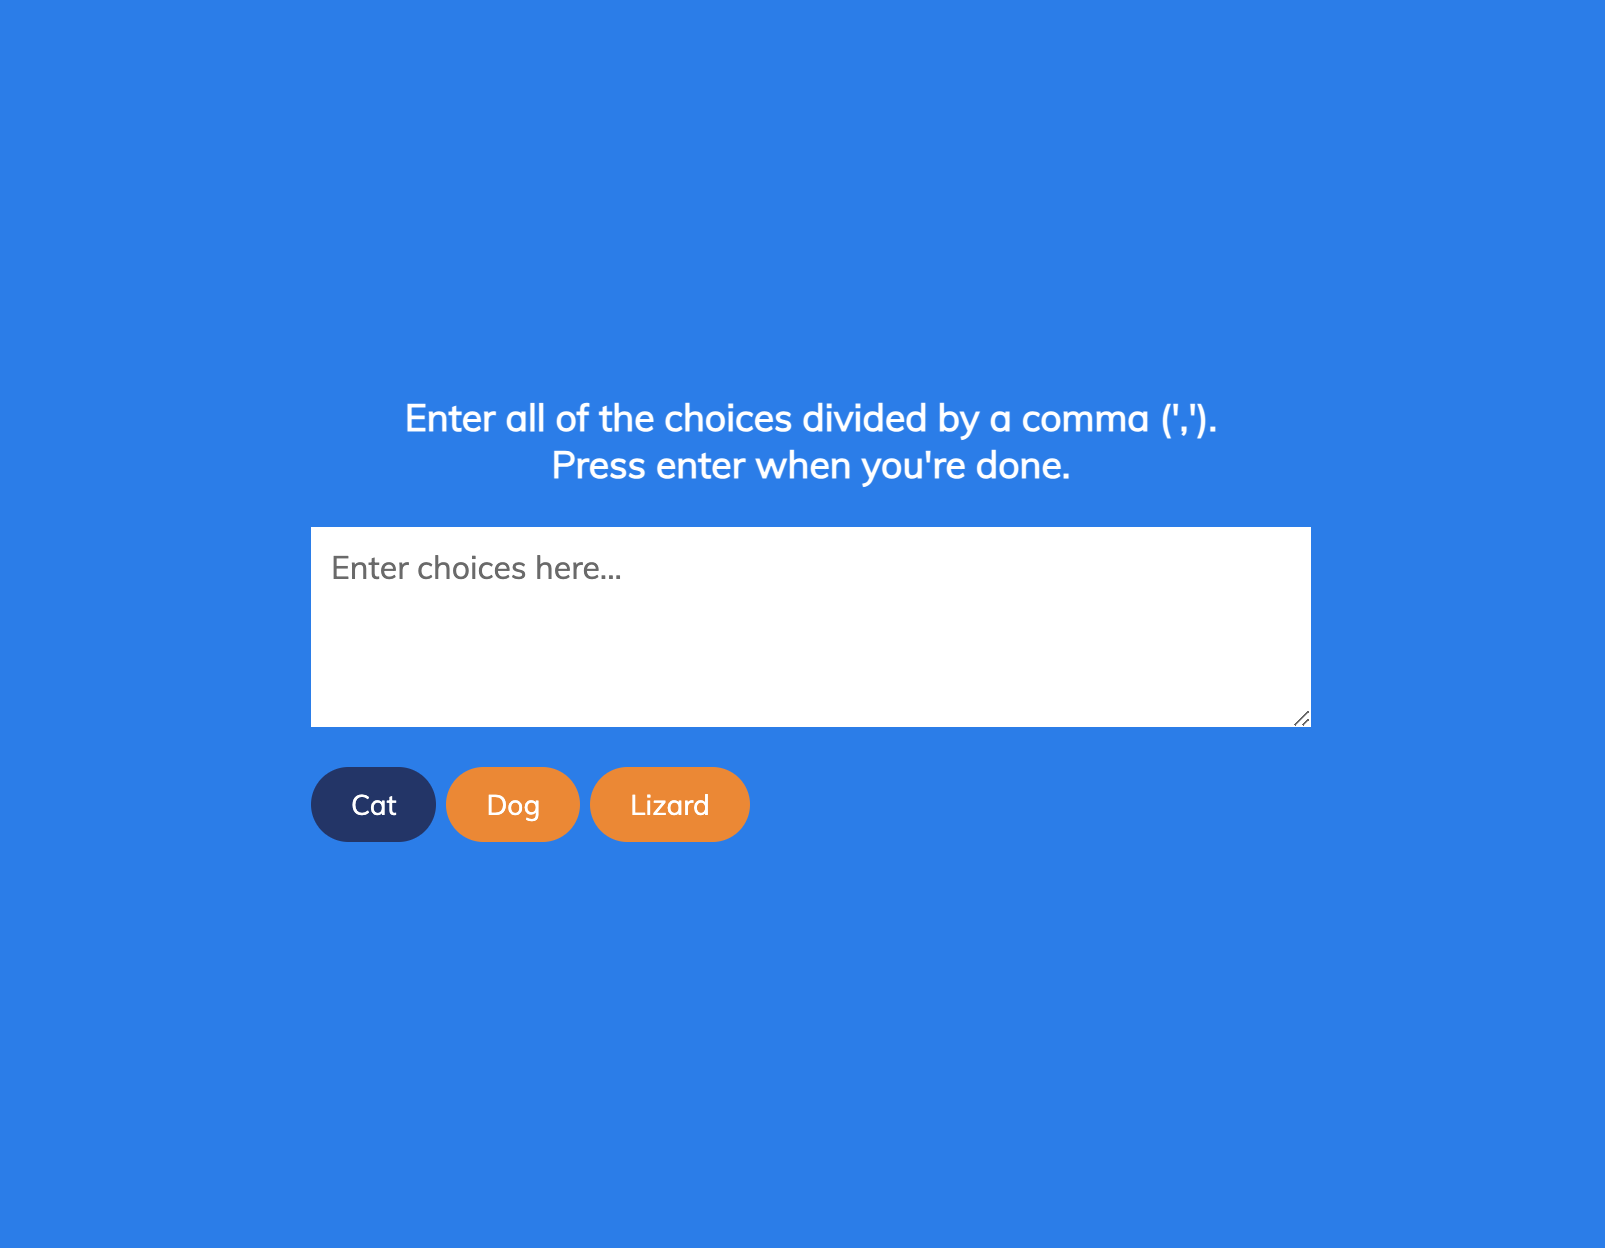 Enter all of the choices divided by a comma (',').
Press enter when you're done.
Enter choices here...
Cat Dog Lizard